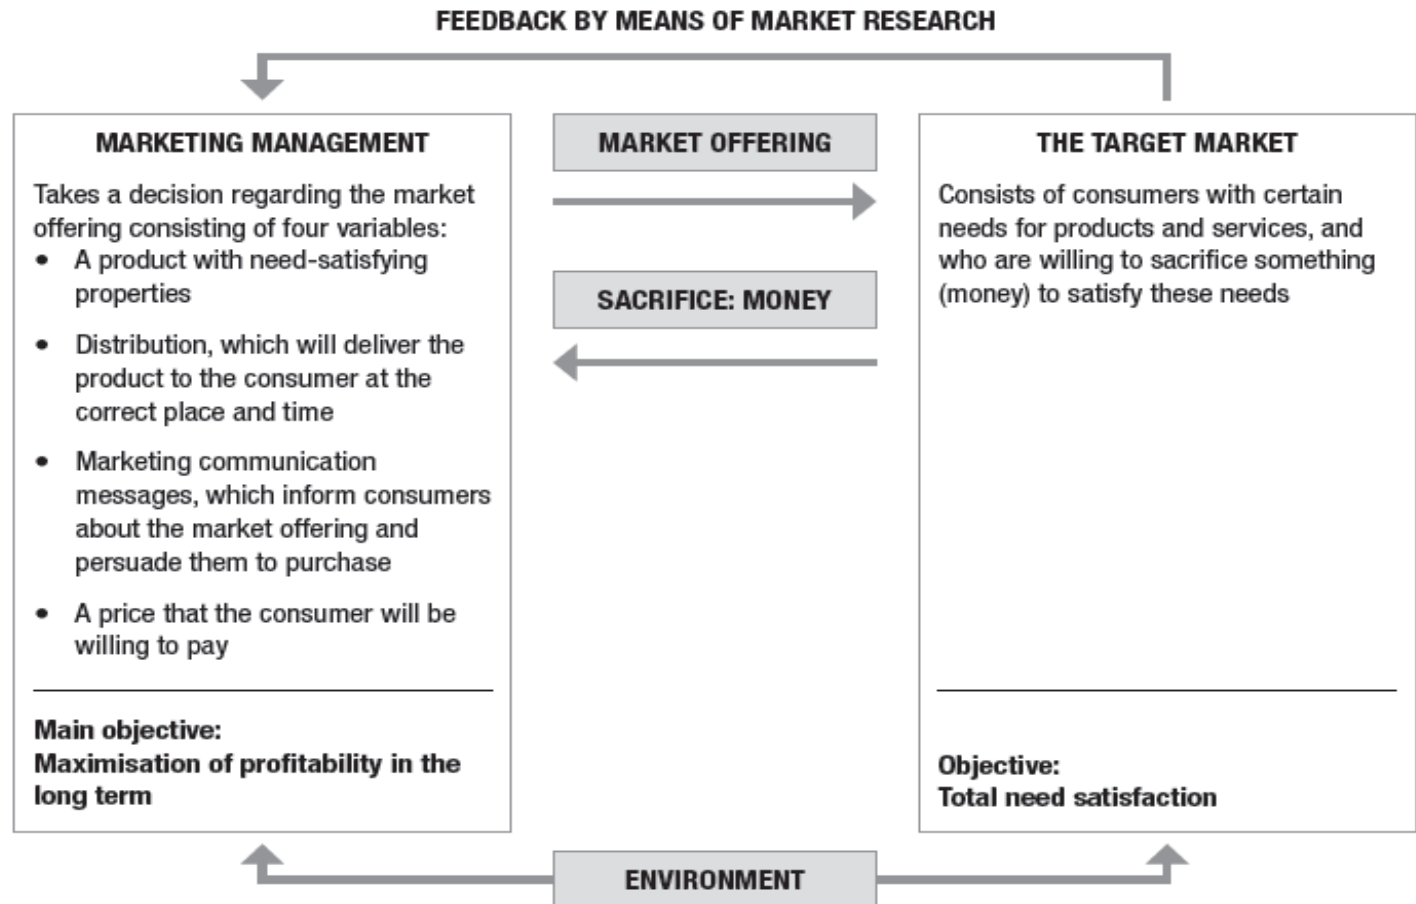 FEEDBACK BY MEANS OF MARKET RESEARCH
MARKETING MANAGEMENT
Takes a decision regarding the market
offering consisting of four variables:
• A product with need-satisfying
properties
• Distribution, which will deliver the
product to the consumer at the
correct place and time
• Marketing communication
messages, which inform consumers
about the market offering and
persuade them to purchase
• A price that the consumer will be
willing to pay
Main objective:
Maximisation of profitability in the
long term
MARKET OFFERING
SACRIFICE: MONEY
THE TARGET MARKET
Consists of consumers with certain
needs for products and services, and
who are willing to sacrifice something
(money) to satisfy these needs
Objective:
Total need satisfaction
ENVIRONMENT